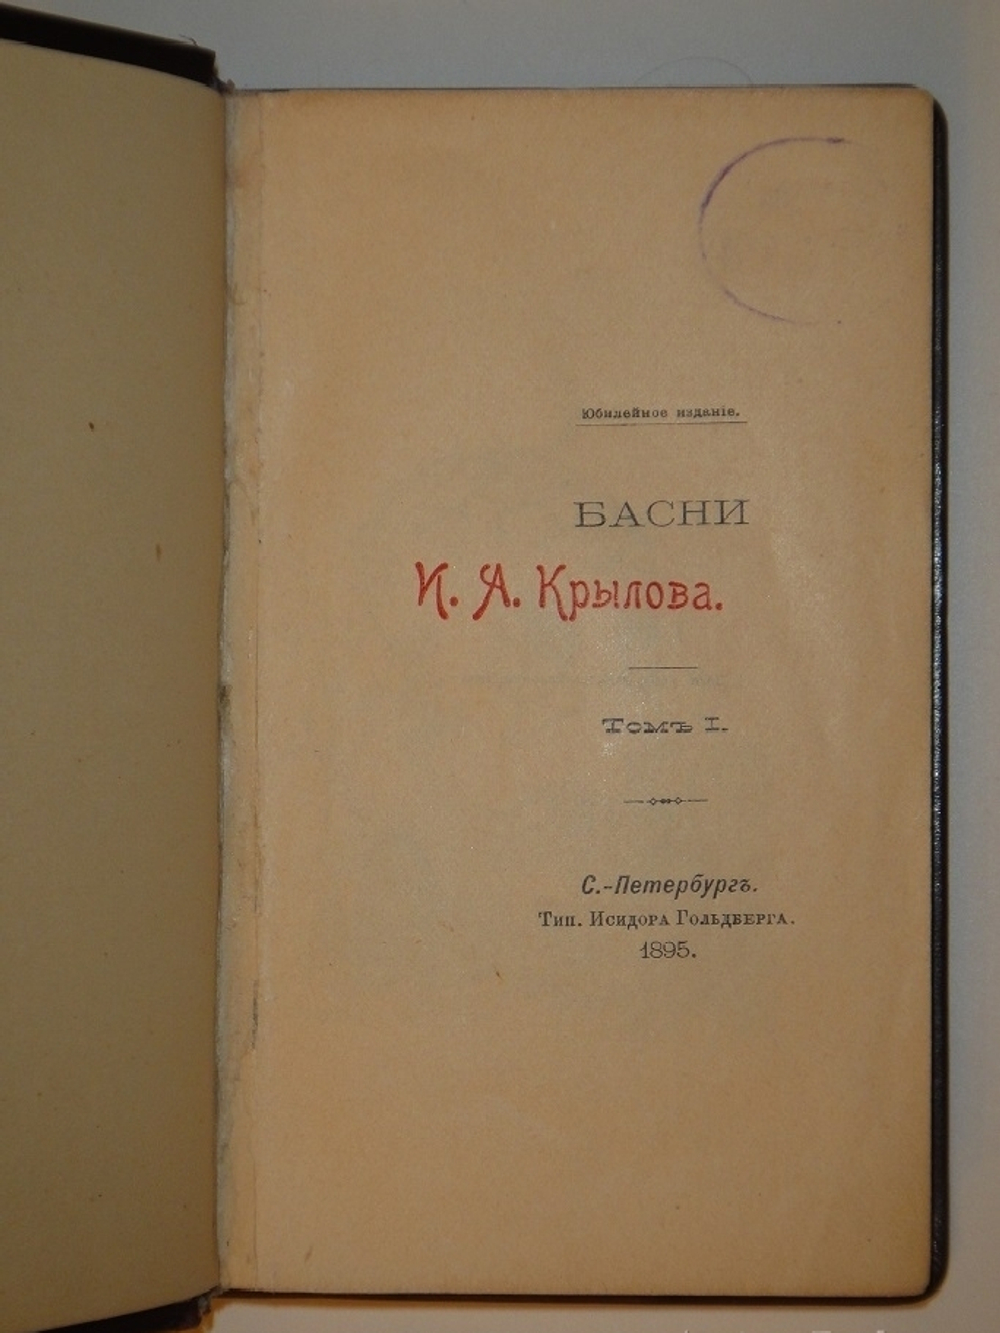 Юбилейное изданіе.
БАСНИ
И. А. Крылова.
Томъ I.
С.-Петербургъ.
Тип. Исидора Гольдберга.
1895.